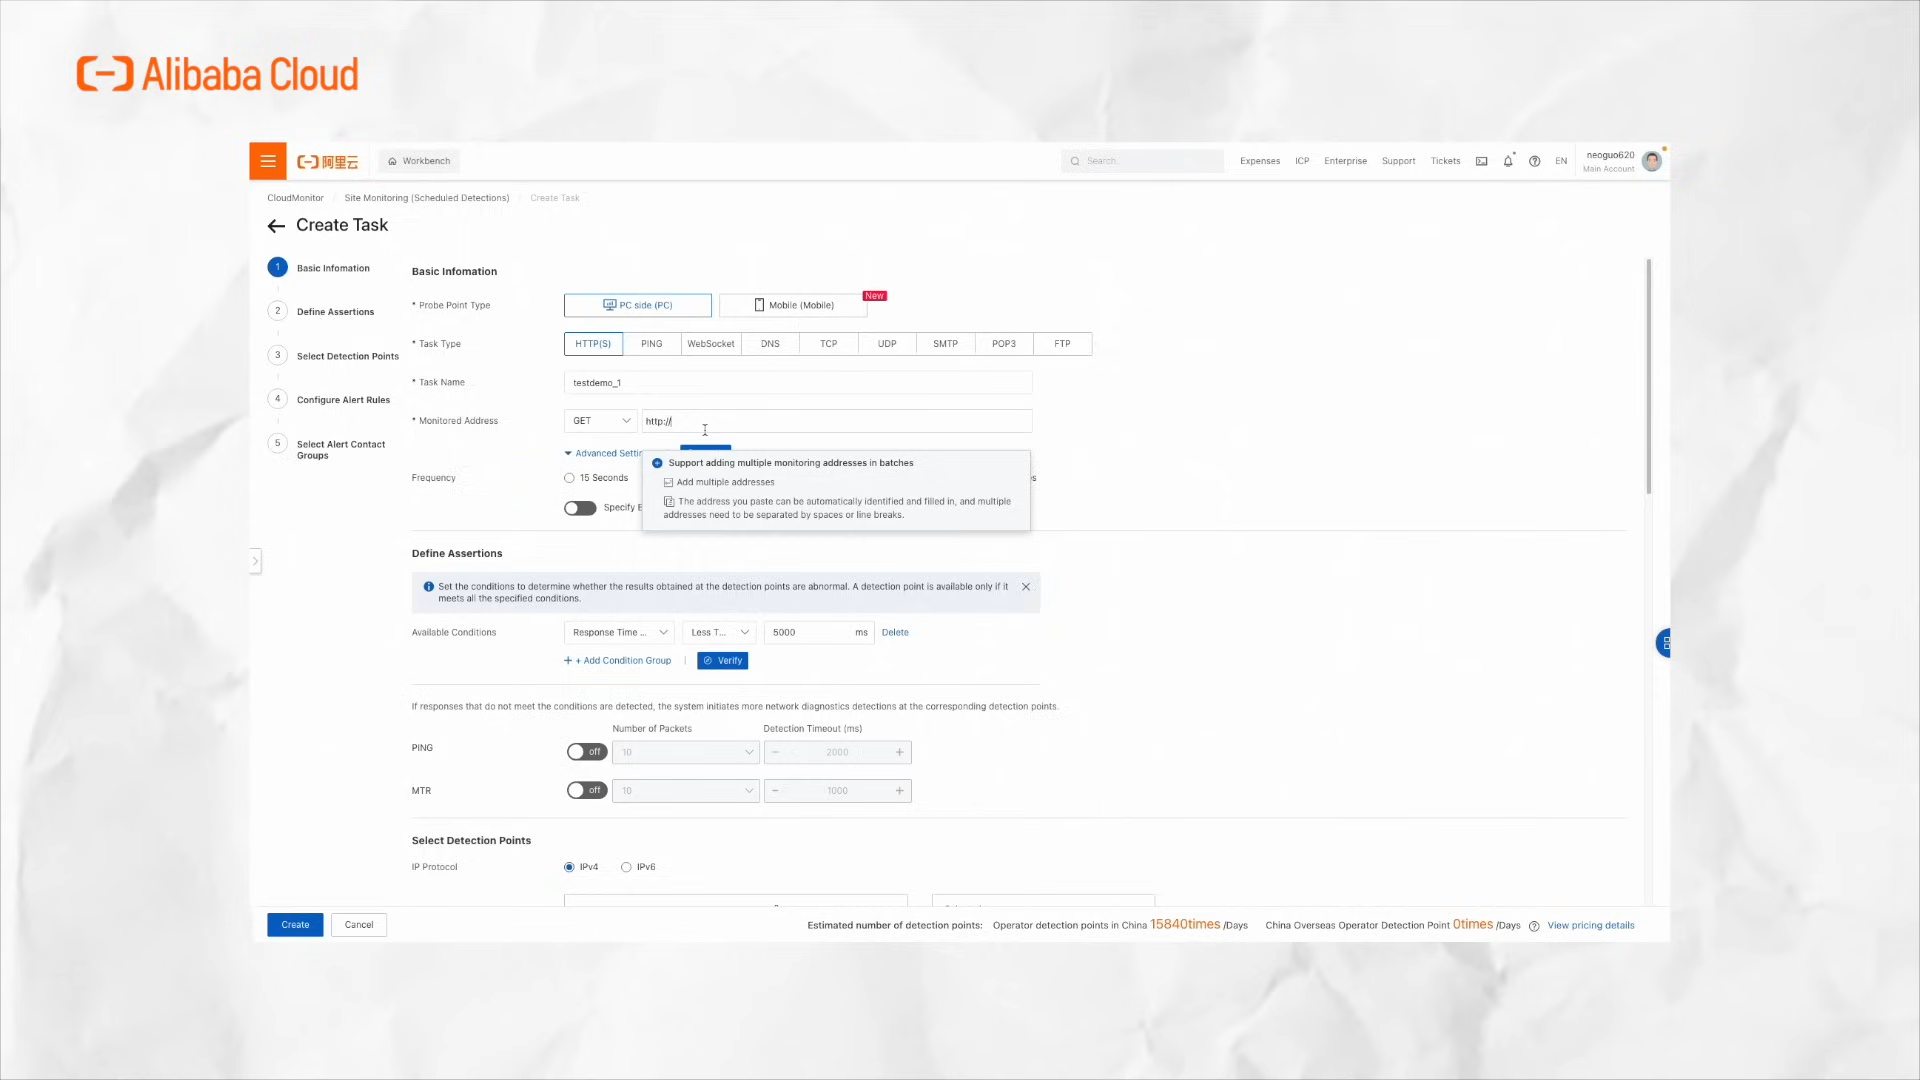 Alibaba Cloud
阿里云
Workbench
Search...
Expenses
ICP
Enterprise
Support
Tickets
EN
neoguo620
Main Account
CloudMonitor / Site Monitoring (Scheduled Detections) / Create Task
Create Task
1 Basic Infomation
2 Define Assertions
3 Select Detection Points
4 Configure Alert Rules
5 Select Alert Contact
Groups
Basic Infomation
* Probe Point Type
PC side (PC)
Mobile (Mobile)
New
* Task Type
HTTP(S)
PING
WebSocket
DNS
TCP
UDP
SMTP
POP3
FTP
* Task Name
testdemo_1
* Monitored Address
GET
http://
Advanced Settin
Support adding multiple monitoring addresses in batches
Add multiple addresses
The address you paste can be automatically identified and filled in, and multiple
addresses need to be separated by spaces or line breaks.
Frequency
15 Seconds
Specify
Define Assertions
Set the conditions to determine whether the results obtained at the detection points are abnormal. A detection point is available only if it
meets all the specified conditions.
Available Conditions
Response Time ...
Less T...
5000
ms
Delete
+ + Add Condition Group
Verify
If responses that do not meet the conditions are detected, the system initiates more network diagnostics detections at the corresponding detection points.
Number of Packets
Detection Timeout (ms)
PING
off
10
2000
MTR
off
10
1000
Select Detection Points
IP Protocol
IPv4
IPv6
Create
Cancel
Estimated number of detection points:
Operator detection points in China 15840times /Days
China Overseas Operator Detection Point 0times /Days
View pricing details